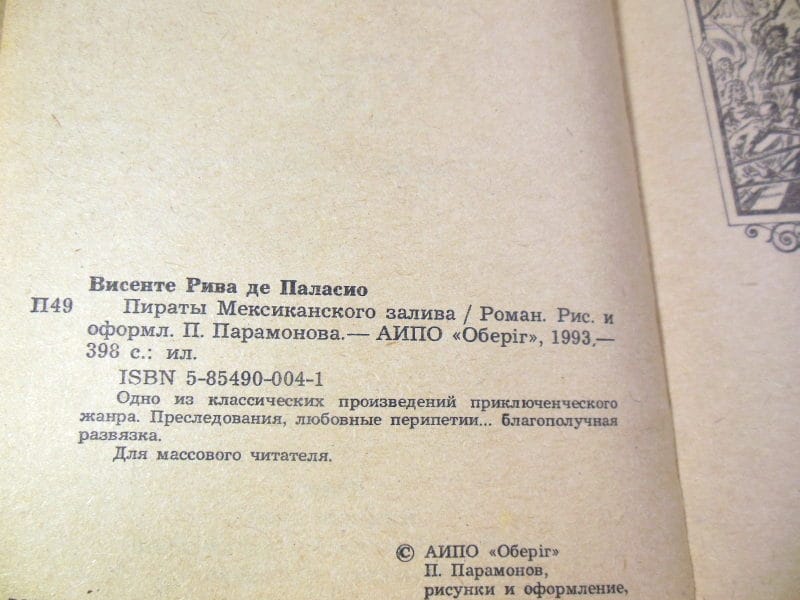 Висенте Рива де Паласио
П49 Пираты Мексиканского залива / Роман. Рис. и
оформл. П. Парамонова.— АИПО «Оберіг», 1993,—
398 с.: ил.
ISBN 5-85490-004-1
Одно из классических произведений приключенческого
жанра. Преследования, любовные перипетии... благополучная
развязка.
Для массового читателя.
© АИПО «Оберіг»
П. Парамонов,
рисунки и оформление,